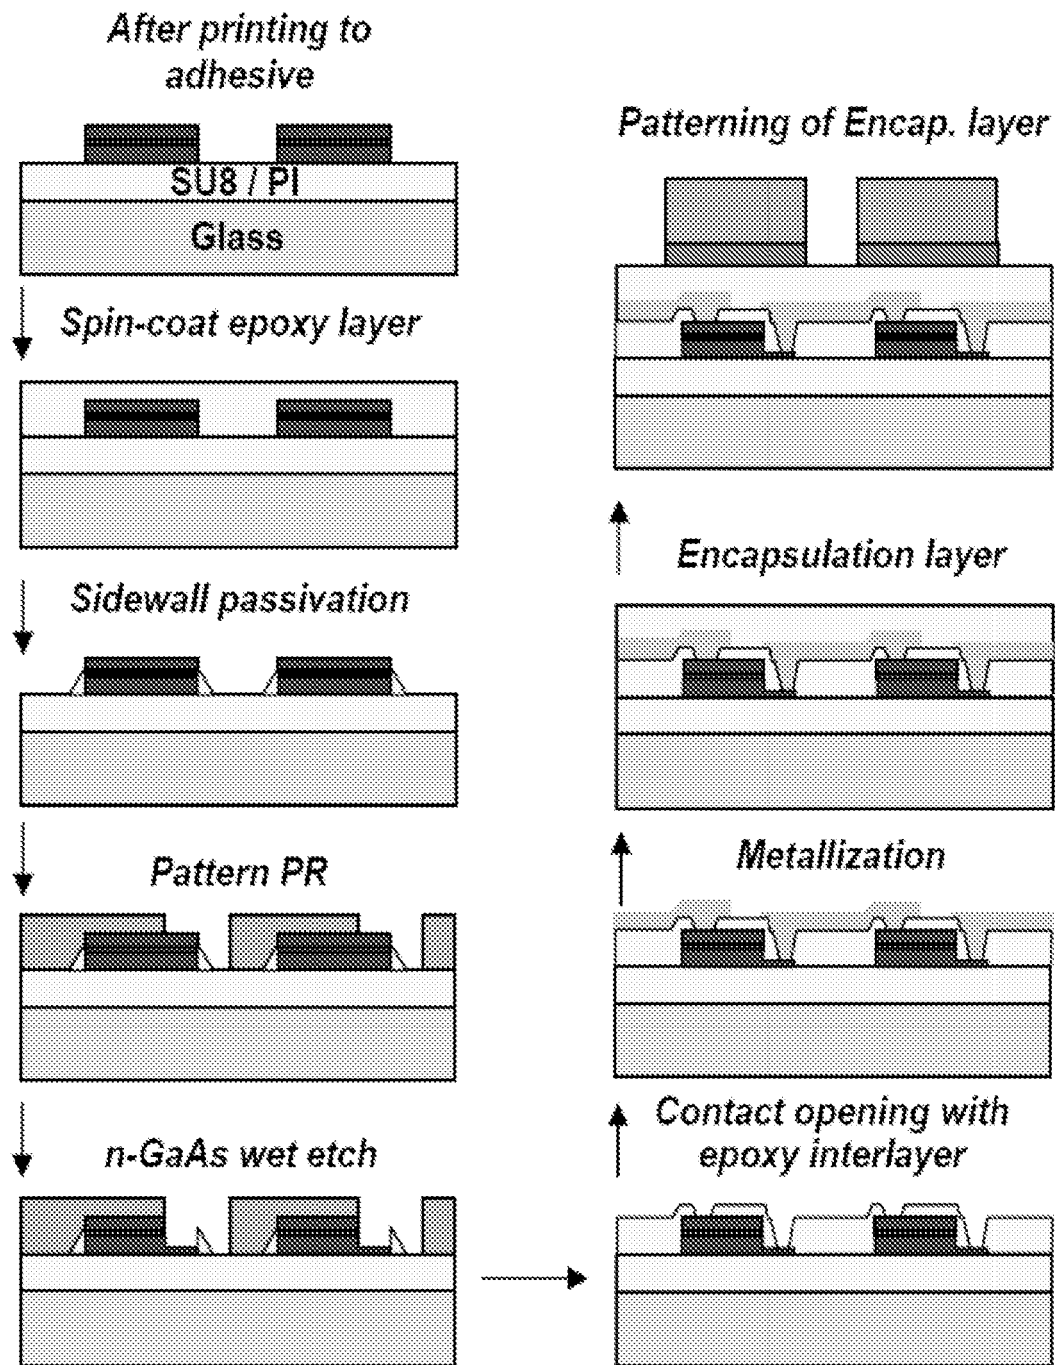 After printing to
adhesive
SU8 / PI
Glass
Spin-coat epoxy layer
Sidewall passivation
Pattern PR
n-GaAs wet etch
Contact opening with
epoxy interlayer
Metallization
Encapsulation layer
Patterning of Encap. layer